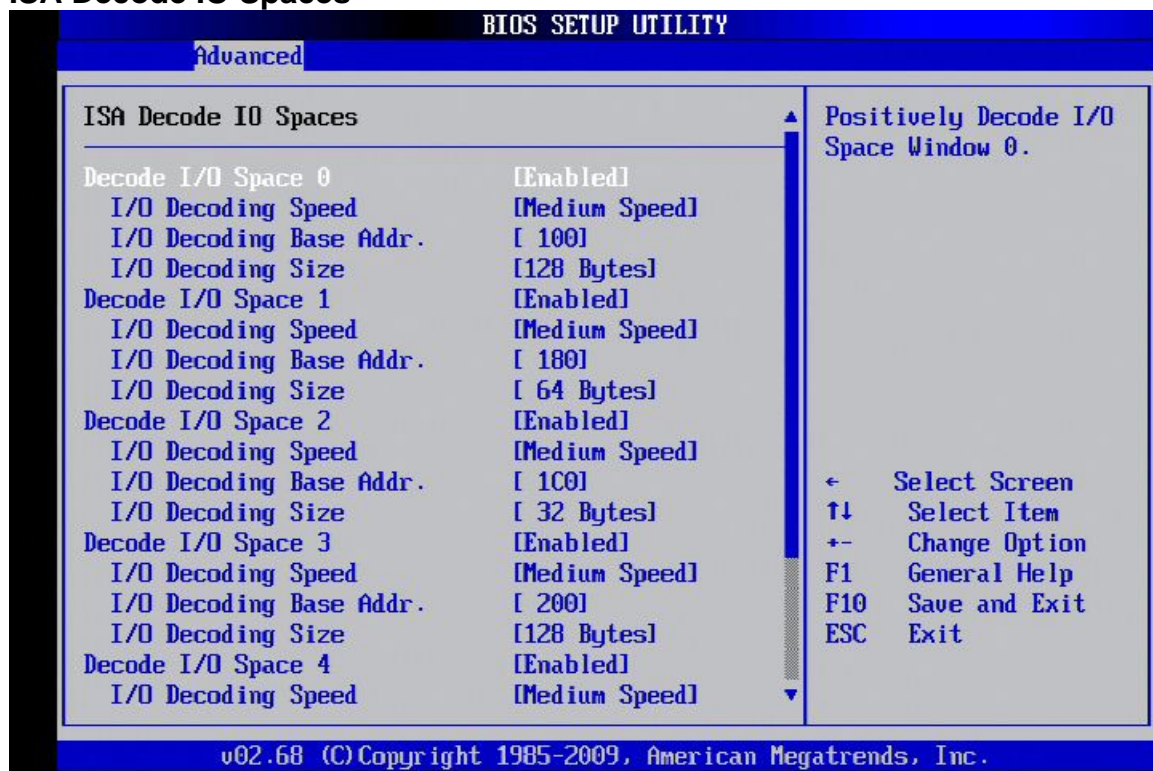 ISA Decode IO Spaces
BIOS SETUP UTILITY
Advanced
ISA Decode IO Spaces
Decode I/O Space 0 [Enabled]
I/O Decoding Speed [Medium Speed]
I/O Decoding Base Addr. [ 100]
I/O Decoding Size [128 Bytes]
Decode I/O Space 1 [Enabled]
I/O Decoding Speed [Medium Speed]
I/O Decoding Base Addr. [ 180]
I/O Decoding Size [ 64 Bytes]
Decode I/O Space 2 [Enabled]
I/O Decoding Speed [Medium Speed]
I/O Decoding Base Addr. [ 1C0]
I/O Decoding Size [ 32 Bytes]
Decode I/O Space 3 [Enabled]
I/O Decoding Speed [Medium Speed]
I/O Decoding Base Addr. [ 200]
I/O Decoding Size [128 Bytes]
Decode I/O Space 4 [Enabled]
I/O Decoding Speed [Medium Speed]
Positively Decode I/O
Space Window 0.
← Select Screen
↑↓ Select Item
+- Change Option
F1 General Help
F10 Save and Exit
ESC Exit
v02.68 (C)Copyright 1985-2009, American Megatrends, Inc.